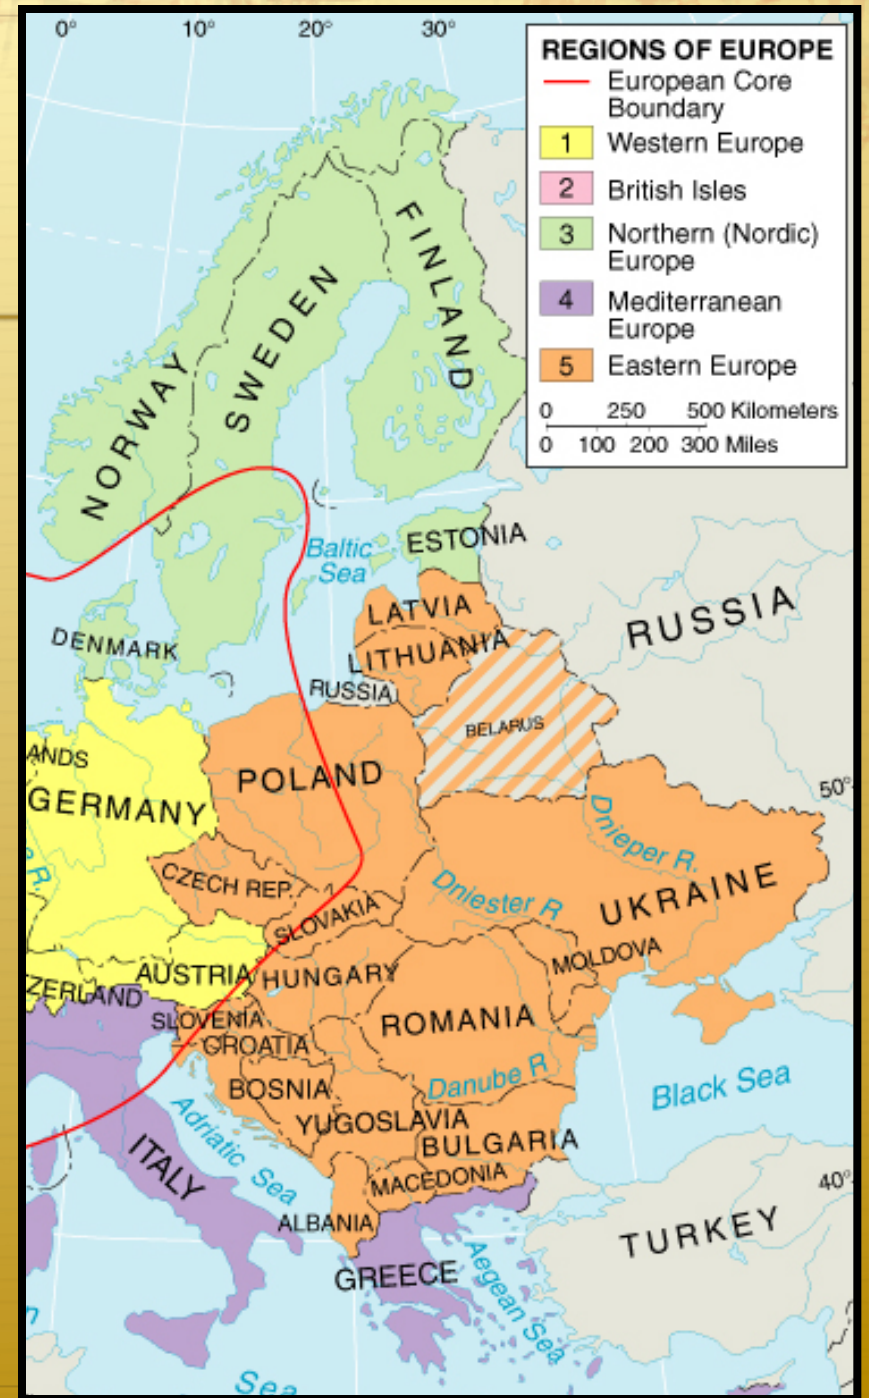 0°
10°
20°
30°
REGIONS OF EUROPE
European Core
Boundary
1 Western Europe
2 British Isles
3 Northern (Nordic)
Europe
4 Mediterranean
Europe
5 Eastern Europe
0 250 500 Kilometers
0 100 200 300 Miles
FINLAND
SWEDEN
NORWAY
Baltic
Sea
ESTONIA
LATVIA
RUSSIA
DENMARK
LITHUANIA
RUSSIA
BELARUS
ANDS
POLAND
50°
GERMANY
Dnieper R.
e R.
CZECH REP.
Dniester R
UKRAINE
SLOVAKIA
MOLDOVA
AUSTRIA
HUNGARY
ZERLAND
SLOVENIA
ROMANIA
CROATIA
BOSNIA
Danube R
Black Sea
YUGOSLAVIA
Adriatic Sea
BULGARIA
ITALY
MACEDONIA
40°
ALBANIA
TURKEY
GREECE
Aegean Sea
n
Sea